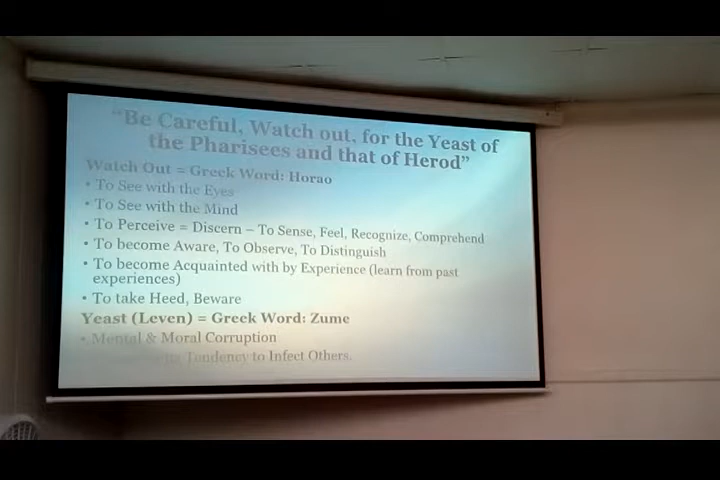 "Be Careful, Watch out, for the Yeast of
the Pharisees and that of Herod"
Watch Out = Greek Word: Horao
• To See with the Eyes
• To See with the Mind
• To Perceive = Discern – To Sense, Feel, Recognize, Comprehend
• To become Aware, To Observe, To Distinguish
• To become Acquainted with by Experience (learn from past
experiences)
• To take Heed, Beware
Yeast (Leven) = Greek Word: Zume
• Mental & Moral Corruption
Tendency to Infect Others.